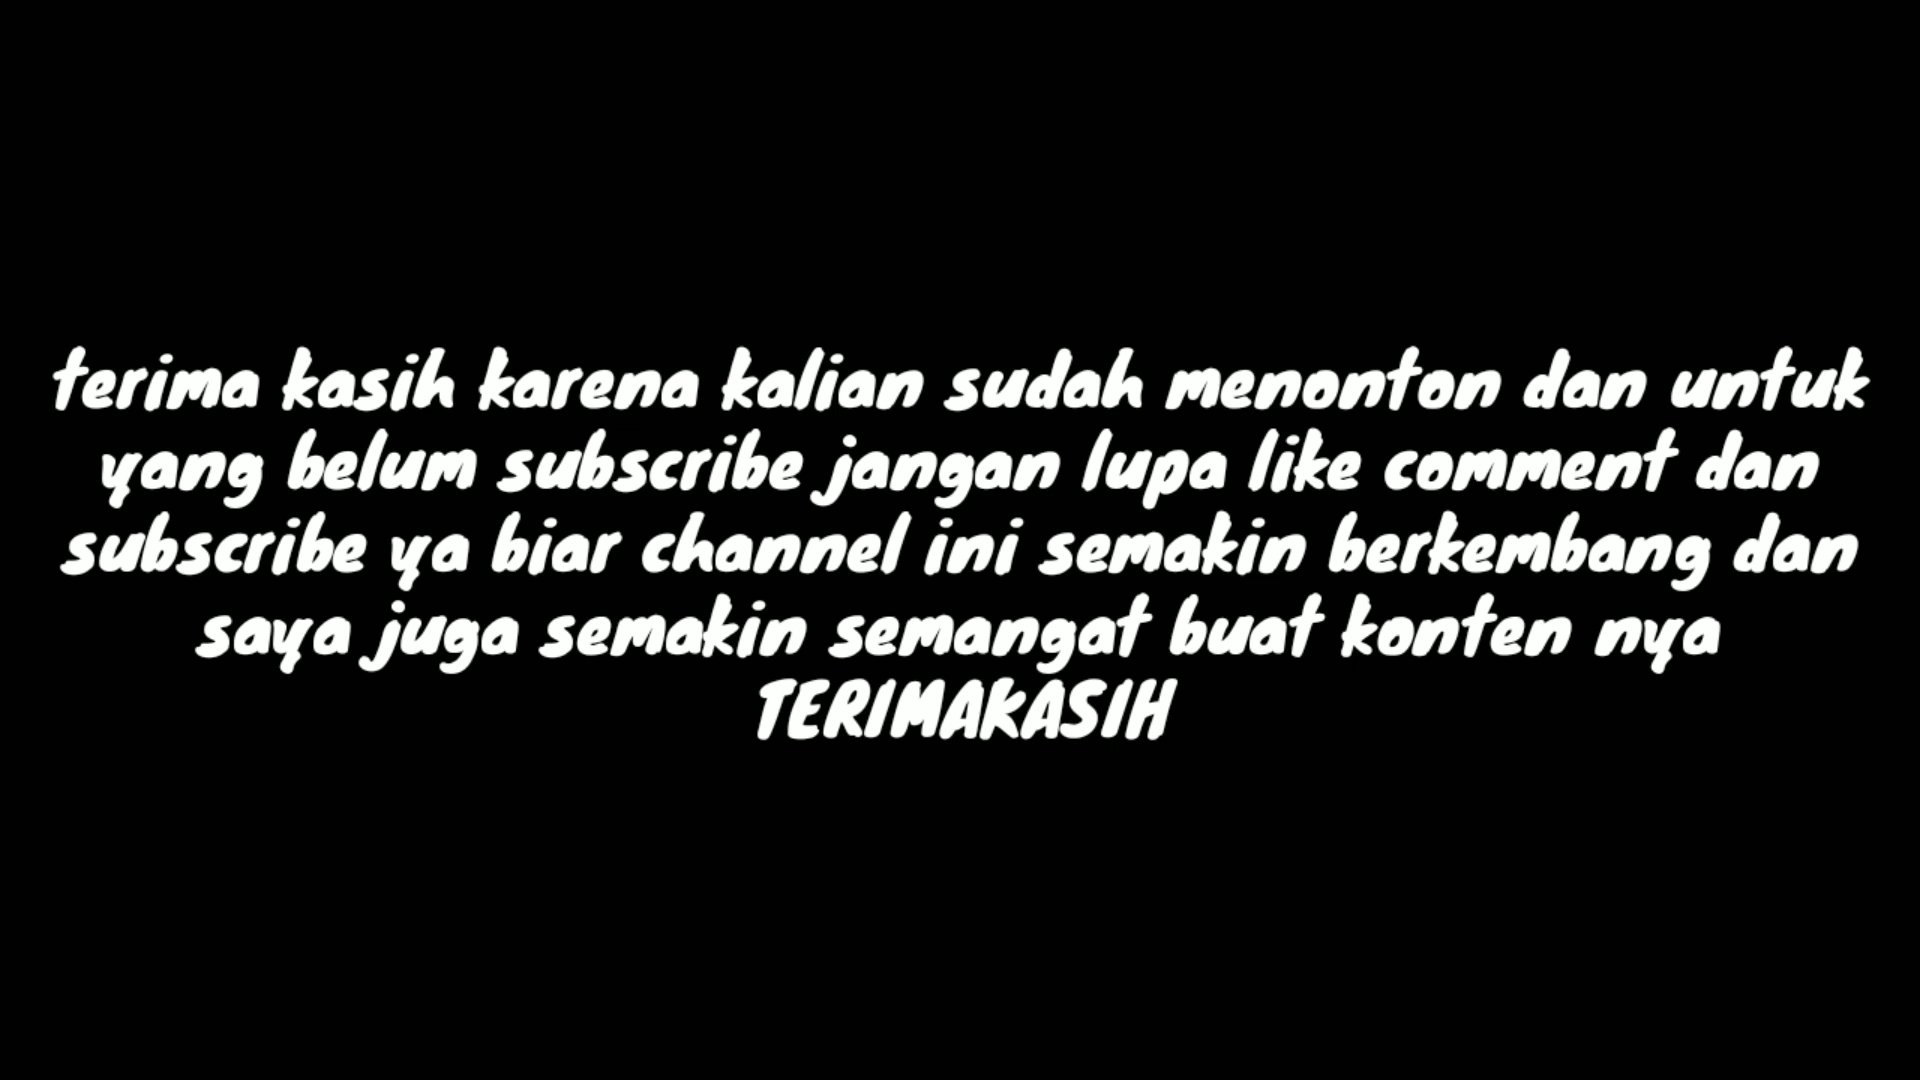 terima kasih karena kalian sudah menonton dan untuk
yang belum subscribe jangan lupa like comment dan
subscribe ya biar channel ini semakin berkembang dan
saya juga semakin semangat buat konten nya
TERIMAKASIH